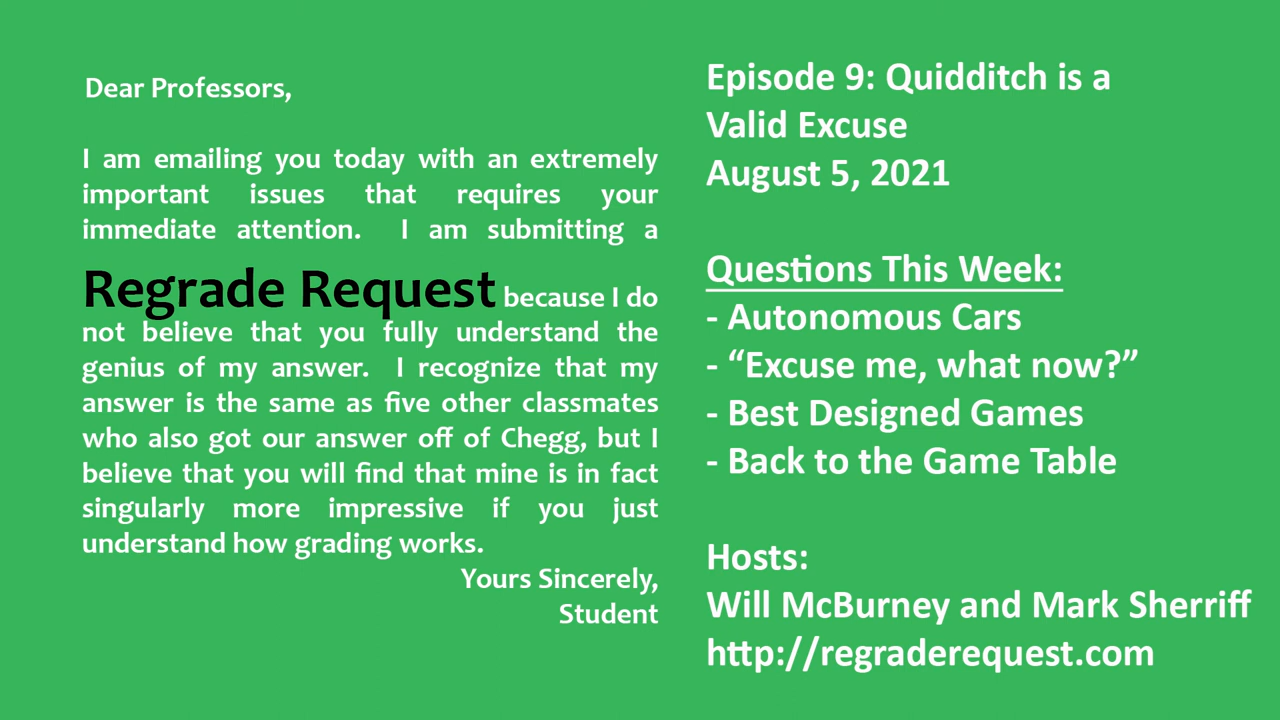 Dear Professors,
I am emailing you today with an extremely
important issues that requires your
immediate attention. I am submitting a
Regrade Request because I do
not believe that you fully understand the
genius of my answer. I recognize that my
answer is the same as five other classmates
who also got our answer off of Chegg, but I
believe that you will find that mine is in fact
singularly more impressive if you just
understand how grading works.
Yours Sincerely,
Student
Episode 9: Quidditch is a
Valid Excuse
August 5, 2021
Questions This Week:
- Autonomous Cars
- “Excuse me, what now?”
- Best Designed Games
- Back to the Game Table
Hosts:
Will McBurney and Mark Sherriff
http://regraderequest.com